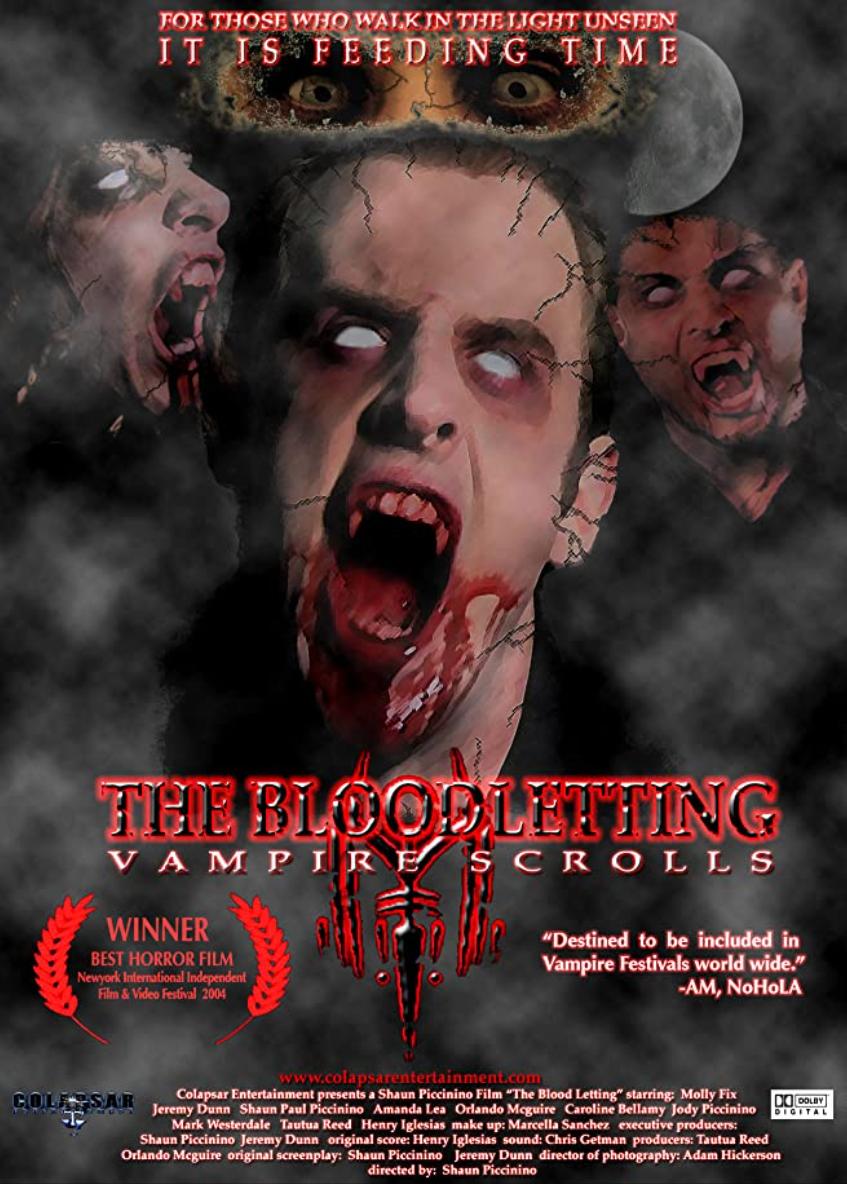 FOR THOSE WHO WALK IN THE LIGHT UNSEEN
IT IS FEEDING TIME
THE BLOODLETTING
VAMPIRE SCROLLS
WINNER
BEST HORROR FILM
Newyork International Independent
Film & Video Festival 2004
“Destined to be included in
Vampire Festivals world wide.”
-AM, NoHoLA
www.colapsarentertainment.com
COLAPSAR
Colapsar Entertainment presents a Shaun Piccinino Film “The Blood Letting” starring: Molly Fix
Jeremy Dunn Shaun Paul Piccinino Amanda Lea Orlando Mcguire Caroline Bellamy Jody Piccinino
Mark Westerdale Tautua Reed Henry Iglesias make up: Marcella Sanchez executive producers:
Shaun Piccinino Jeremy Dunn original score: Henry Iglesias sound: Chris Getman producers: Tautua Reed
Orlando Mcguire original screenplay: Shaun Piccinino Jeremy Dunn director of photography: Adam Hickerson
directed by: Shaun Piccinino
DOLBY
DIGITAL